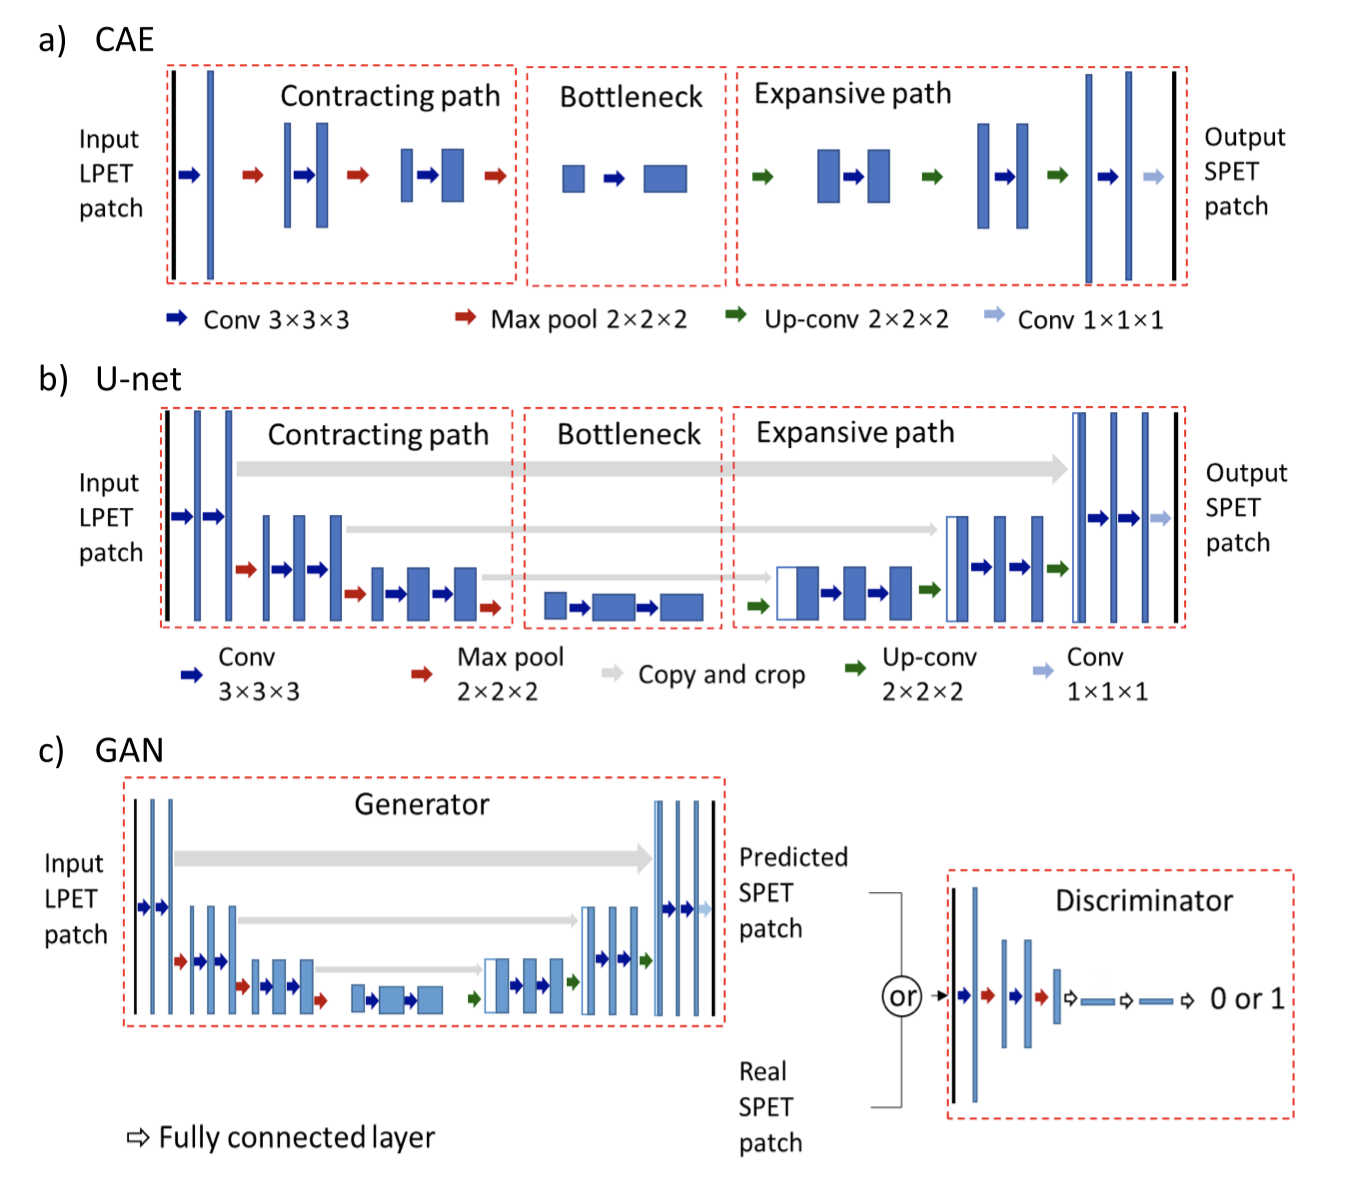 a) CAE
Contracting path
Bottleneck
Expansive path
Input
LPET
patch
Output
SPET
patch
Conv 3×3×3
Max pool 2×2×2
Up-conv 2×2×2
Conv 1×1×1
b) U-net
Contracting path
Bottleneck
Expansive path
Input
LPET
patch
Output
SPET
patch
Conv
3×3×3
Max pool
2×2×2
Copy and crop
Up-conv
2×2×2
Conv
1×1×1
c) GAN
Generator
Input
LPET
patch
Predicted
SPET
patch
Discriminator
or
0 or 1
Real
SPET
patch
Fully connected layer